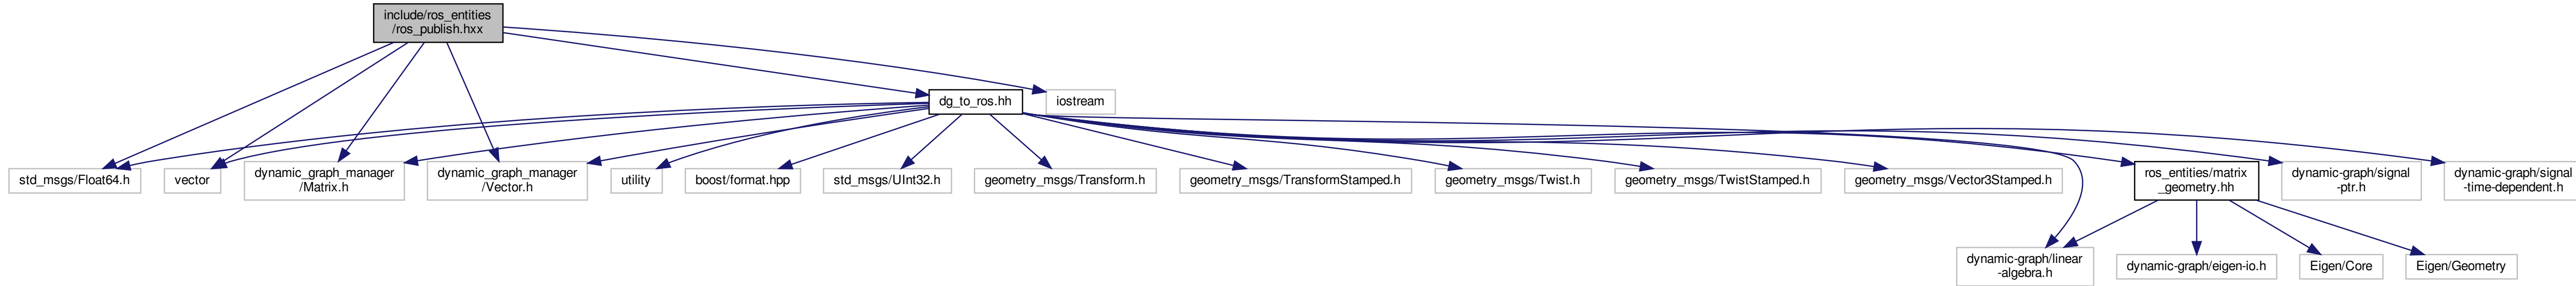 include/ros_entities
/ros_publish.hxx
dg_to_ros.hh
iostream
std_msgs/Float64.h
vector
dynamic_graph_manager
/Matrix.h
dynamic_graph_manager
/Vector.h
utility
boost/format.hpp
std_msgs/UInt32.h
geometry_msgs/Transform.h
geometry_msgs/TransformStamped.h
geometry_msgs/Twist.h
geometry_msgs/TwistStamped.h
geometry_msgs/Vector3Stamped.h
ros_entities/matrix
_geometry.hh
dynamic-graph/signal
-ptr.h
dynamic-graph/signal
-time-dependent.h
dynamic-graph/linear
-algebra.h
dynamic-graph/eigen-io.h
Eigen/Core
Eigen/Geometry